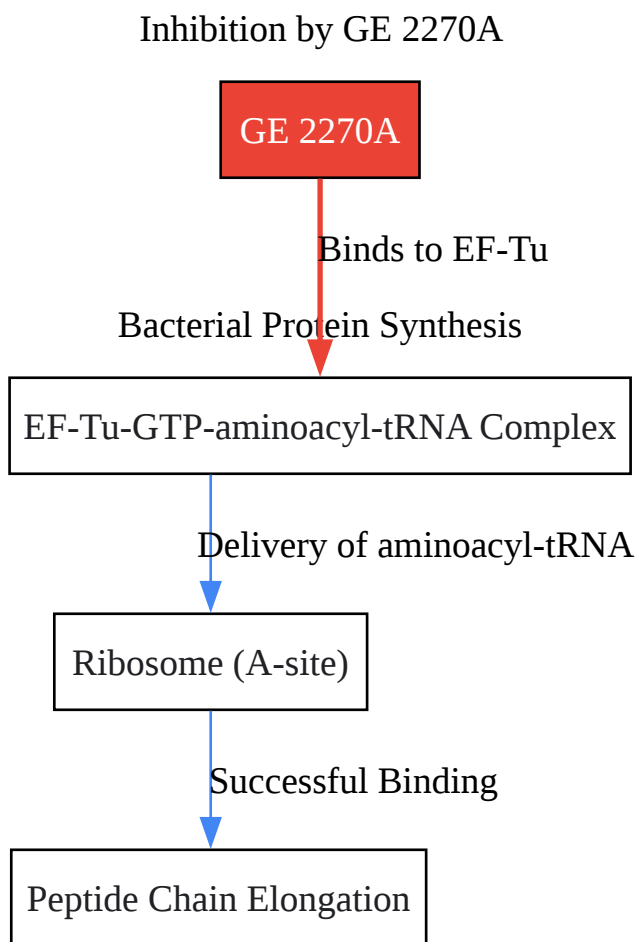 Inhibition by GE 2270A
GE 2270A
Binds to EF-Tu
Bacterial Protein Synthesis
EF-Tu-GTP-aminoacyl-tRNA Complex
Delivery of aminoacyl-tRNA
Ribosome (A-site)
Successful Binding
Peptide Chain Elongation